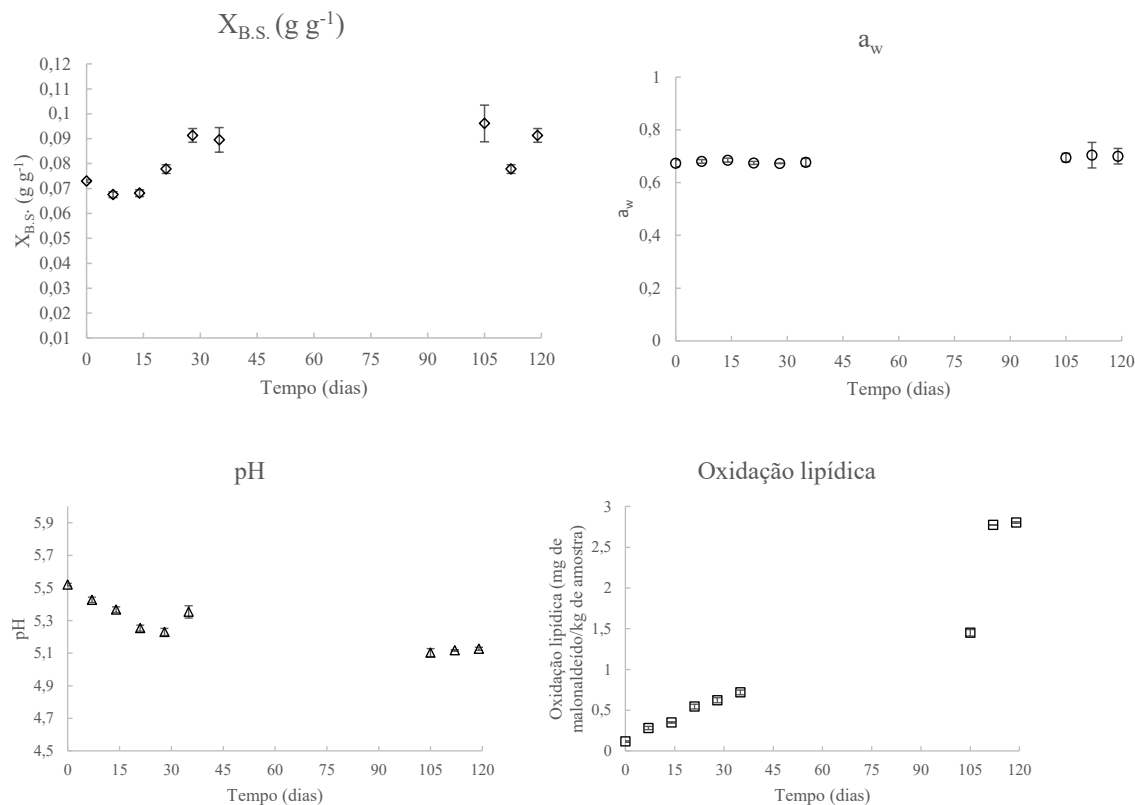 X_B.S. (g g⁻¹)
X_B.S. (g g⁻¹)
0,12
0,11
0,1
0,09
0,08
0,07
0,06
0,05
0,04
0,03
0,02
0,01
0 15 30 45 60 75 90 105 120
Tempo (dias)
a_w
a_w
1
0,8
0,6
0,4
0,2
0
0 15 30 45 60 75 90 105 120
Tempo (dias)
pH
pH
5,9
5,7
5,5
5,3
5,1
4,9
4,7
4,5
0 15 30 45 60 75 90 105 120
Tempo (dias)
Oxidação lipídica
Oxidação lipídica (mg de
malonaldeído/kg de amostra)
3
2,5
2
1,5
1
0,5
0
0 15 30 45 60 75 90 105 120
Tempo (dias)